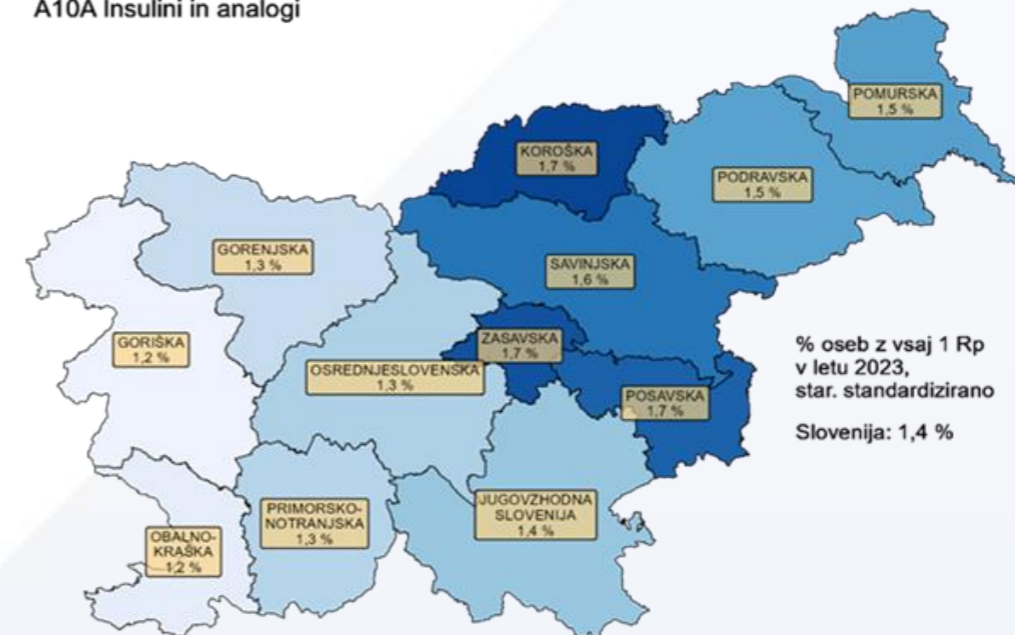 A10A Insulini in analogi
POMURSKA
1,5 %
KOROŠKA
1,7 %
PODRAVSKA
1,5 %
GORENJSKA
1,3 %
SAVINJSKA
1,6 %
GORIŠKA
1,2 %
ZASAVSKA
1,7 %
OSREDNJESLOVENSKA
1,3 %
POSAVSKA
1,7 %
% oseb z vsaj 1 Rp
v letu 2023,
star. standardizirano
Slovenija: 1,4 %
JUGOVZHODNA
SLOVENIJA
1,4 %
PRIMORSKO-
NOTRANJSKA
1,3 %
OBALNO-
KRAŠKA
1,2 %